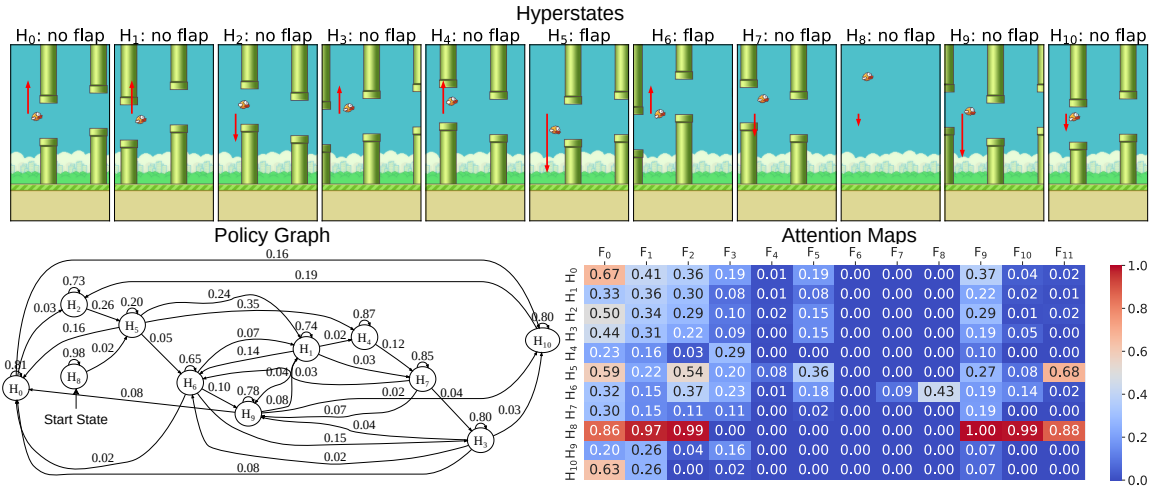 Hyperstates
H₀: no flap H₁: no flap H₂: no flap H₃: no flap H₄: no flap H₅: flap H₆: flap H₇: no flap H₈: no flap H₉: no flap H₁₀: no flap
Policy Graph
0.16
0.19
0.73
0.03
H₂
0.26
0.20
H₅
0.24
0.35
0.16
0.05
0.98
0.02
H₈
0.81
H₀
Start State
0.08
0.02
0.65
H₆
0.07
0.14
0.10
0.74
H₁
0.02
0.87
H₄
0.12
0.03
0.03
0.04
0.78
H₉
0.08
0.85
H₇
0.02
0.04
0.07
0.04
0.15
0.02
0.08
0.80
H₃
0.03
0.80
H₁₀
Attention Maps
F₀ F₁ F₂ F₃ F₄ F₅ F₆ F₇ F₈ F₉ F₁₀ F₁₁
H₀ 0.67 0.41 0.36 0.19 0.01 0.19 0.00 0.00 0.00 0.37 0.04 0.02
H₁ 0.33 0.36 0.30 0.08 0.01 0.08 0.00 0.00 0.00 0.22 0.02 0.01
H₂ 0.50 0.34 0.29 0.10 0.02 0.15 0.00 0.00 0.00 0.29 0.01 0.02
H₃ 0.44 0.31 0.22 0.09 0.00 0.15 0.00 0.00 0.00 0.19 0.05 0.00
H₄ 0.23 0.16 0.03 0.29 0.00 0.00 0.00 0.00 0.00 0.10 0.00 0.00
H₅ 0.59 0.22 0.54 0.20 0.08 0.36 0.00 0.00 0.00 0.27 0.08 0.68
H₆ 0.32 0.15 0.37 0.23 0.01 0.18 0.00 0.09 0.43 0.19 0.14 0.02
H₇ 0.30 0.15 0.11 0.11 0.00 0.02 0.00 0.00 0.00 0.19 0.00 0.00
H₈ 0.86 0.97 0.99 0.00 0.00 0.00 0.00 0.00 0.00 1.00 0.99 0.88
H₉ 0.20 0.26 0.04 0.16 0.00 0.00 0.00 0.00 0.00 0.07 0.00 0.00
H₁₀ 0.63 0.26 0.00 0.02 0.00 0.00 0.00 0.00 0.00 0.07 0.00 0.00
1.0
0.8
0.6
0.4
0.2
0.0